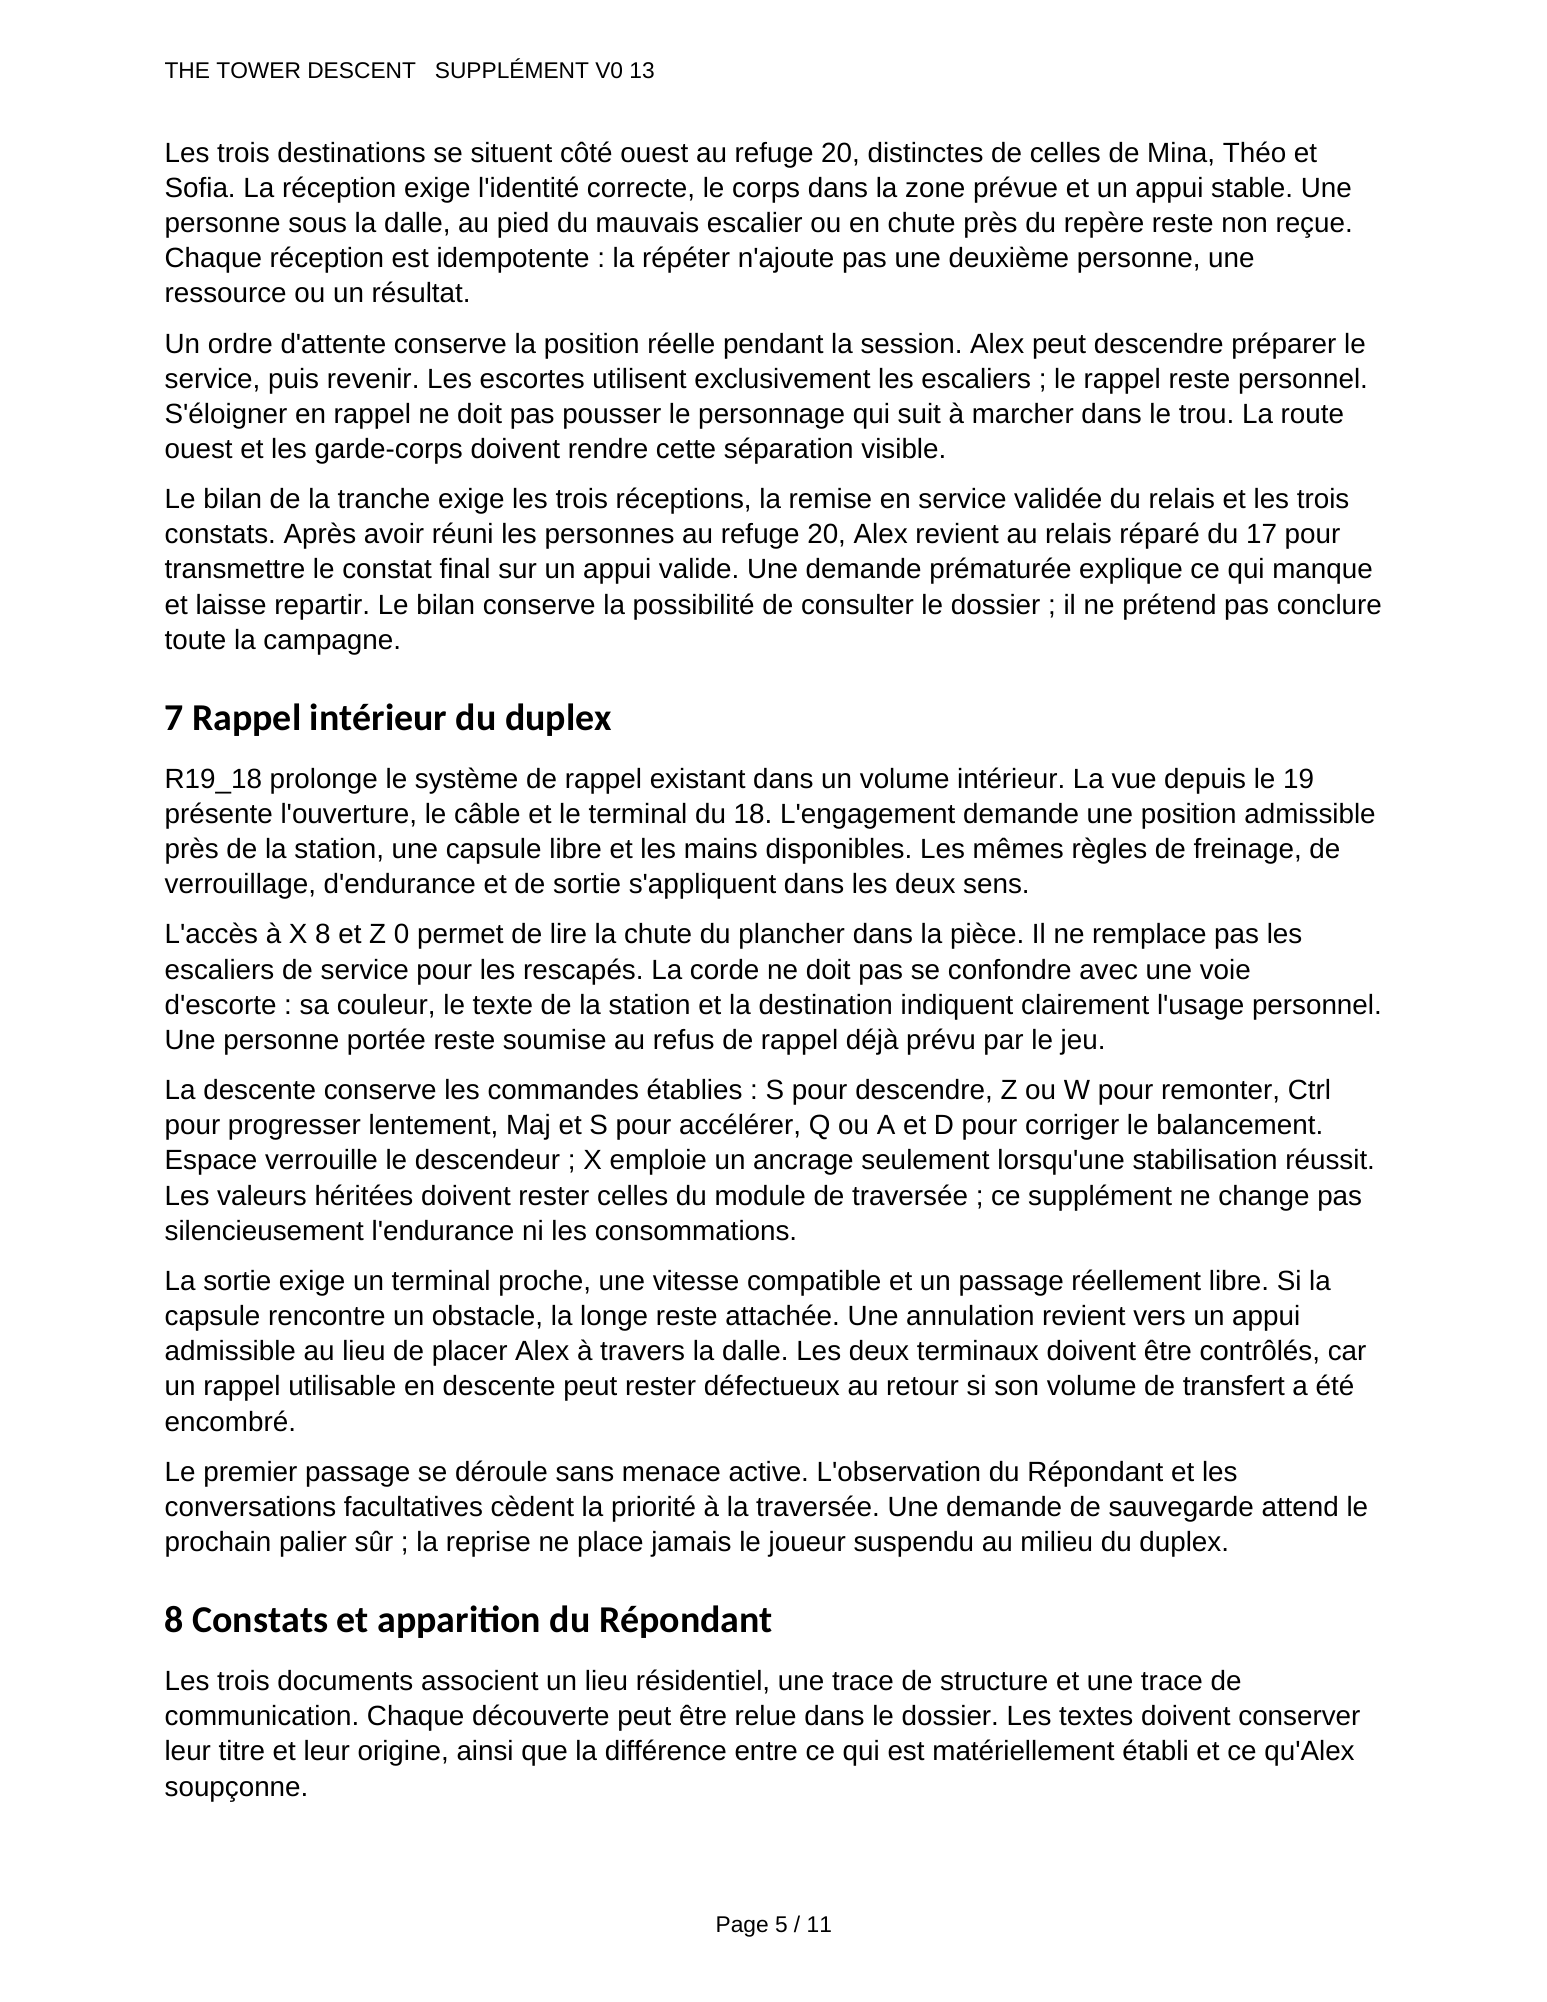 THE TOWER DESCENT SUPPLÉMENT V0 13
Les trois destinations se situent côté ouest au refuge 20, distinctes de celles de Mina, Théo et
Sofia. La réception exige l'identité correcte, le corps dans la zone prévue et un appui stable. Une
personne sous la dalle, au pied du mauvais escalier ou en chute près du repère reste non reçue.
Chaque réception est idempotente : la répéter n'ajoute pas une deuxième personne, une
ressource ou un résultat.
Un ordre d'attente conserve la position réelle pendant la session. Alex peut descendre préparer le
service, puis revenir. Les escortes utilisent exclusivement les escaliers ; le rappel reste personnel.
S'éloigner en rappel ne doit pas pousser le personnage qui suit à marcher dans le trou. La route
ouest et les garde-corps doivent rendre cette séparation visible.
Le bilan de la tranche exige les trois réceptions, la remise en service validée du relais et les trois
constats. Après avoir réuni les personnes au refuge 20, Alex revient au relais réparé du 17 pour
transmettre le constat final sur un appui valide. Une demande prématurée explique ce qui manque
et laisse repartir. Le bilan conserve la possibilité de consulter le dossier ; il ne prétend pas conclure
toute la campagne.
7 Rappel intérieur du duplex
R19_18 prolonge le système de rappel existant dans un volume intérieur. La vue depuis le 19
présente l'ouverture, le câble et le terminal du 18. L'engagement demande une position admissible
près de la station, une capsule libre et les mains disponibles. Les mêmes règles de freinage, de
verrouillage, d'endurance et de sortie s'appliquent dans les deux sens.
L'accès à X 8 et Z 0 permet de lire la chute du plancher dans la pièce. Il ne remplace pas les
escaliers de service pour les rescapés. La corde ne doit pas se confondre avec une voie
d'escorte : sa couleur, le texte de la station et la destination indiquent clairement l'usage personnel.
Une personne portée reste soumise au refus de rappel déjà prévu par le jeu.
La descente conserve les commandes établies : S pour descendre, Z ou W pour remonter, Ctrl
pour progresser lentement, Maj et S pour accélérer, Q ou A et D pour corriger le balancement.
Espace verrouille le descendeur ; X emploie un ancrage seulement lorsqu'une stabilisation réussit.
Les valeurs héritées doivent rester celles du module de traversée ; ce supplément ne change pas
silencieusement l'endurance ni les consommations.
La sortie exige un terminal proche, une vitesse compatible et un passage réellement libre. Si la
capsule rencontre un obstacle, la longe reste attachée. Une annulation revient vers un appui
admissible au lieu de placer Alex à travers la dalle. Les deux terminaux doivent être contrôlés, car
un rappel utilisable en descente peut rester défectueux au retour si son volume de transfert a été
encombré.
Le premier passage se déroule sans menace active. L'observation du Répondant et les
conversations facultatives cèdent la priorité à la traversée. Une demande de sauvegarde attend le
prochain palier sûr ; la reprise ne place jamais le joueur suspendu au milieu du duplex.
8 Constats et apparition du Répondant
Les trois documents associent un lieu résidentiel, une trace de structure et une trace de
communication. Chaque découverte peut être relue dans le dossier. Les textes doivent conserver
leur titre et leur origine, ainsi que la différence entre ce qui est matériellement établi et ce qu'Alex
soupçonne.
Page 5 / 11